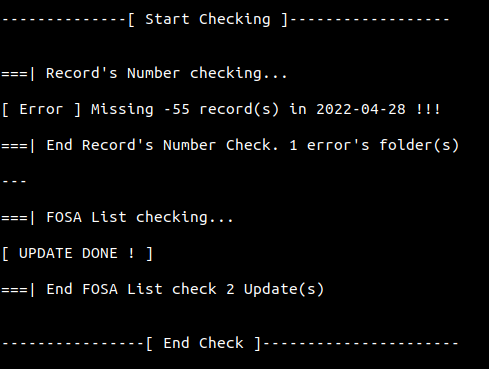 --------------[ Start Checking ]------------------
===| Record's Number checking...
[ Error ] Missing -55 record(s) in 2022-04-28 !!!
===| End Record's Number Check. 1 error's folder(s)
---
===| FOSA List checking...
[ UPDATE DONE ! ]
===| End FOSA List check 2 Update(s)
----------------[ End Check ]----------------------